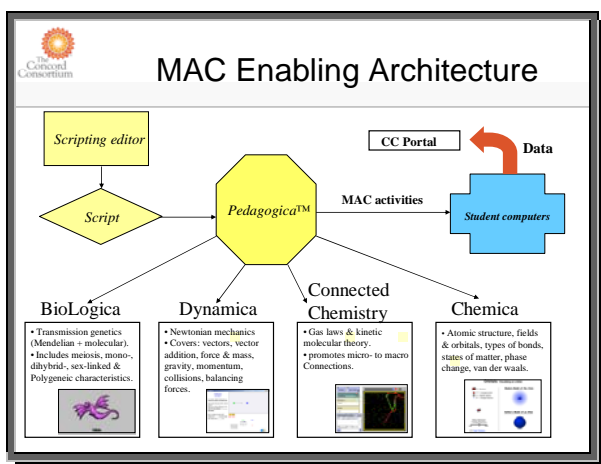 The
Concord
Consortium
MAC Enabling Architecture
Scripting editor
CC Portal
Data
Script
Pedagogica™
MAC activities
Student computers
BioLogica
• Transmission genetics
(Mendelian + molecular).
• Includes meiosis, mono-,
dihybrid-, sex-linked &
Polygeneic characteristics.
Dynamica
• Newtonian mechanics
• Covers: vectors, vector
addition, force & mass,
gravity, momentum,
collisions, balancing
forces.
Connected
Chemistry
• Gas laws & kinetic
molecular theory.
• promotes micro- to macro
Connections.
Chemica
• Atomic structure, fields
& orbitals, types of bonds,
states of matter, phase
change, van der waals.